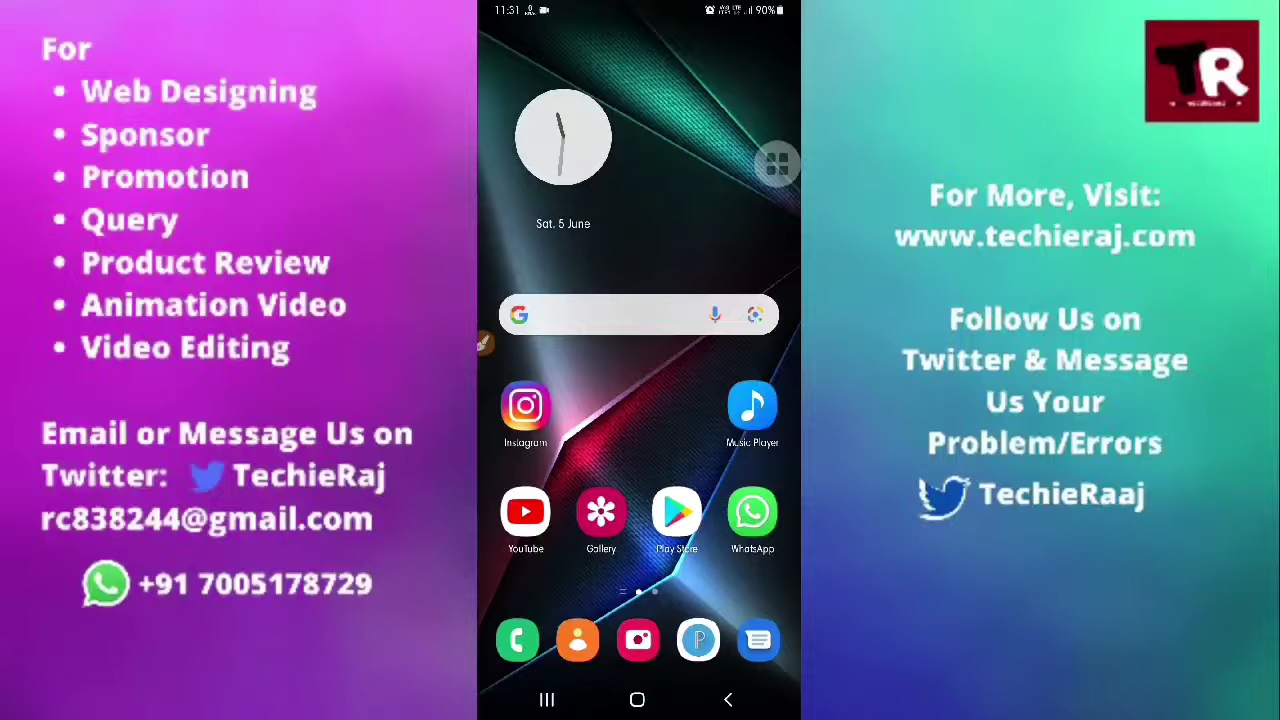 For
• Web Designing
• Sponsor
• Promotion
• Query
• Product Review
• Animation Video
• Video Editing
Email or Message Us on
Twitter: TechieRaj
rc838244@gmail.com
+91 7005178729
11:31
90%
Sat, 5 June
Instagram
Music Player
YouTube
Gallery
Play Store
WhatsApp
TR
For More, Visit:
www.techieraj.com
Follow Us on
Twitter & Message
Us Your
Problem/Errors
TechieRaaj